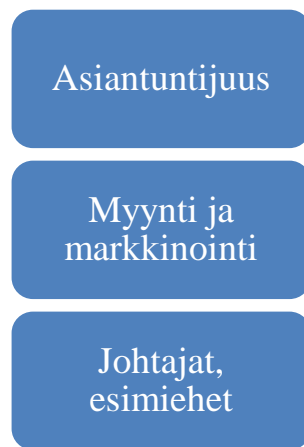 Asiantuntijuus
Myynti ja
markkinointi
Johtajat,
esimiehet